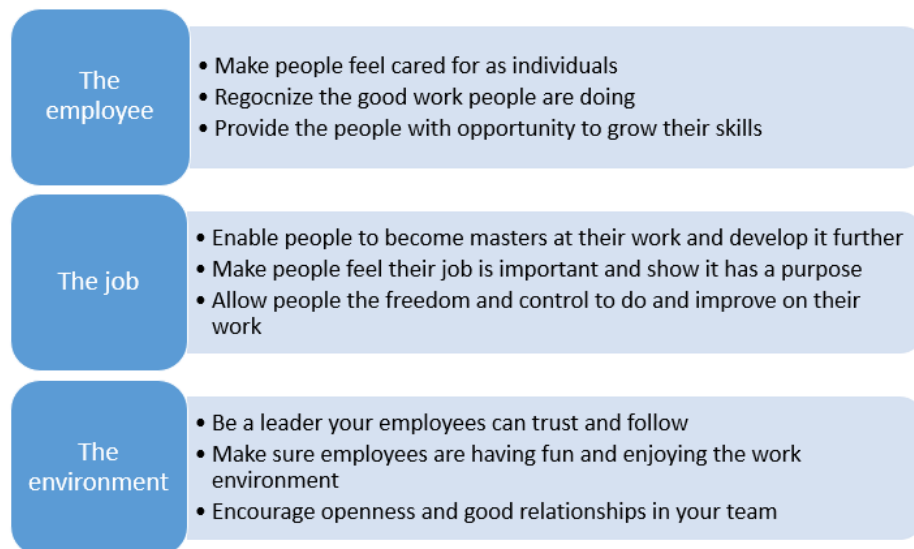 The
employee
• Make people feel cared for as individuals
• Regocnize the good work people are doing
• Provide the people with opportunity to grow their skills
The job
• Enable people to become masters at their work and develop it further
• Make people feel their job is important and show it has a purpose
• Allow people the freedom and control to do and improve on their
work
The
environment
• Be a leader your employees can trust and follow
• Make sure employees are having fun and enjoying the work
environment
• Encourage openness and good relationships in your team